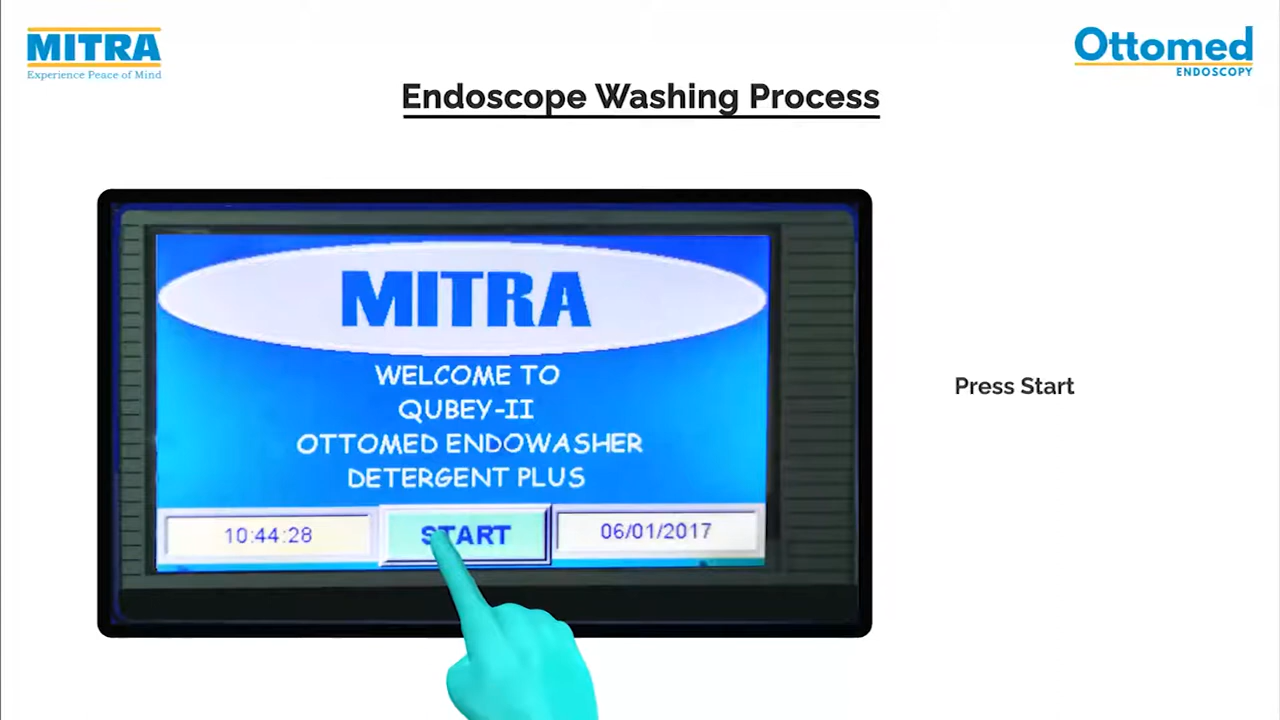 MITRA
Experience Peace of Mind
Ottomed
ENDOSCOPY
Endoscope Washing Process
MITRA
WELCOME TO
QUBEY-II
OTTOMED ENDOWASHER
DETERGENT PLUS
10:44:28
START
06/01/2017
Press Start